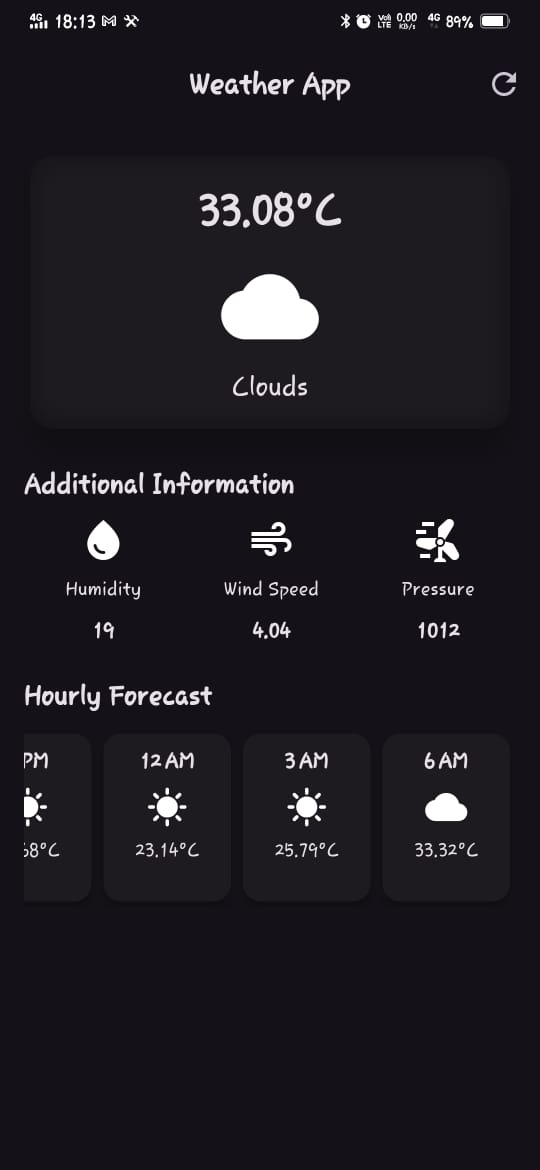 4G 18:13 Vo) LTE 0.00 KB/s 4G 89%
Weather App
33.08°C
Clouds
Additional Information
Humidity Wind Speed Pressure
19 4.04 1012
Hourly Forecast
PM 12 AM 3 AM 6 AM
8°C 23.14°C 25.79°C 33.32°C